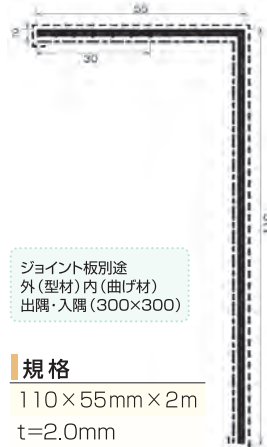 55
2
30
ジョイント板別途
外(型材)内(曲げ材)
出隅・入隅(300×300)
規格
110×55mm×2m
t=2.0mm